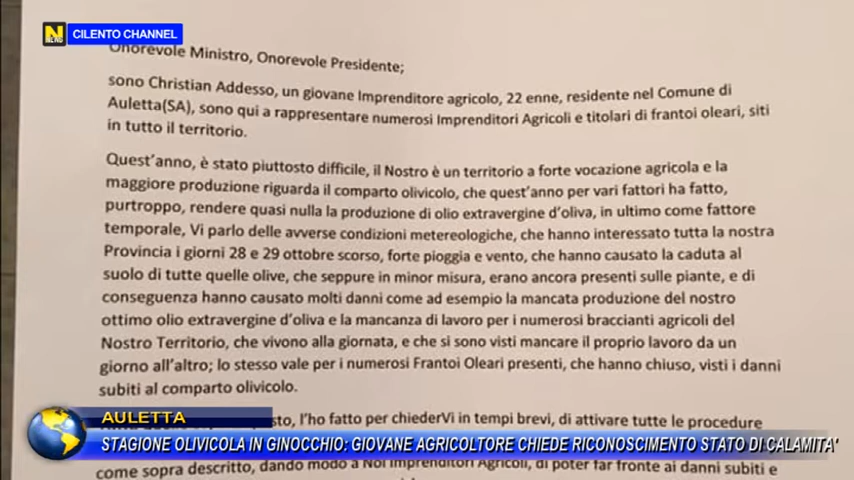 CILENTO CHANNEL
Onorevole Ministro, Onorevole Presidente;
sono Christian Addesso, un giovane Imprenditore agricolo, 22 enne, residente nel Comune di
Auletta(SA), sono qui a rappresentare numerosi Imprenditori Agricoli e titolari di frantoi oleari, siti
in tutto il territorio.
Quest'anno, è stato piuttosto difficile, il Nostro è un territorio a forte vocazione agricola e la
maggiore produzione riguarda il comparto olivicolo, che quest'anno per vari fattori ha fatto,
purtroppo, rendere quasi nulla la produzione di olio extravergine d'oliva, in ultimo come fattore
temporale, Vi parlo delle avverse condizioni metereologiche, che hanno interessato tutta la nostra
Provincia i giorni 28 e 29 ottobre scorso, forte pioggia e vento, che hanno causato la caduta al
suolo di tutte quelle olive, che seppure in minor misura, erano ancora presenti sulle piante, e di
conseguenza hanno causato molti danni come ad esempio la mancata produzione del nostro
ottimo olio extravergine d'oliva e la mancanza di lavoro per i numerosi braccianti agricoli del
Nostro Territorio, che vivono alla giornata, e che si sono visti mancare il proprio lavoro da un
giorno all'altro; lo stesso vale per i numerosi Frantoi Oleari presenti, che hanno chiuso, visti i danni
subiti al comparto olivicolo.
l'ho fatto per chiederVi in tempi brevi, di attivare tutte le procedure
AULETTA
STAGIONE OLIVICOLA IN GINOCCHIO: GIOVANE AGRICOLTORE CHIEDE RICONOSCIMENTO STATO DI CALAMITA'
come sopra descritto, dando modo a Noi Imprenditori Agricoli, di poter far fronte ai danni subiti e